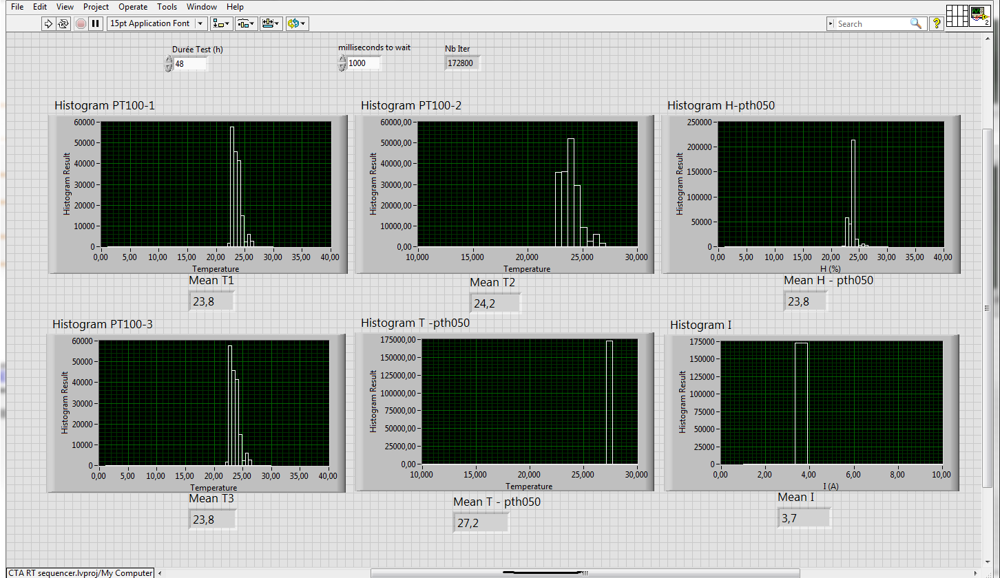 File Edit View Project Operate Tools Window Help
15pt Application Font
Search
?
2
Durée Test (h)
48
milliseconds to wait
1000
Nb Iter
172800
Histogram PT100-1
Histogram Result
60000
50000
40000
30000
20000
10000
0
0,00 5,00 10,00 15,00 20,00 25,00 30,00 35,00 40,00
Temperature
Mean T1
23,8
Histogram PT100-2
Histogram Result
60000,00
50000,00
40000,00
30000,00
20000,00
10000,00
0,00
10,000 15,000 20,000 25,000 30,000
Temperature
Mean T2
24,2
Histogram H-pth050
Histogram Result
250000
200000
150000
100000
50000
0
0,00 5,00 10,00 15,00 20,00 25,00 30,00 35,00 40,00
H (%)
Mean H - pth050
23,8
Histogram PT100-3
Histogram Result
60000
50000
40000
30000
20000
10000
0
0,00 5,00 10,00 15,00 20,00 25,00 30,00 35,00 40,00
Temperature
Mean T3
23,8
Histogram T -pth050
Histogram Result
175000,00
150000,00
125000,00
100000,00
75000,00
50000,00
25000,00
0,00
10,000 15,000 20,000 25,000 30,000
Temperature
Mean T - pth050
27,2
Histogram I
Histogram Result
175000
150000
125000
100000
75000
50000
25000
0
0,00 2,00 4,00 6,00 8,00 10,00
I (A)
Mean I
3,7
CTA RT sequencer.lvproj/My Computer